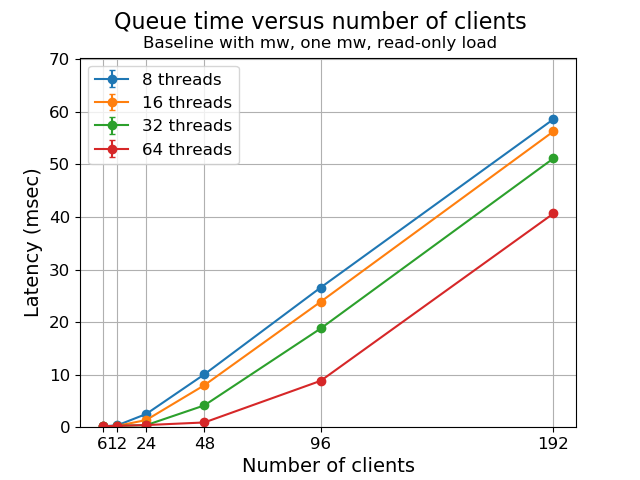 Queue time versus number of clients
Baseline with mw, one mw, read-only load
70
60
50
40
30
20
10
0
Latency (msec)
8 threads
16 threads
32 threads
64 threads
6 12 24 48 96 192
Number of clients